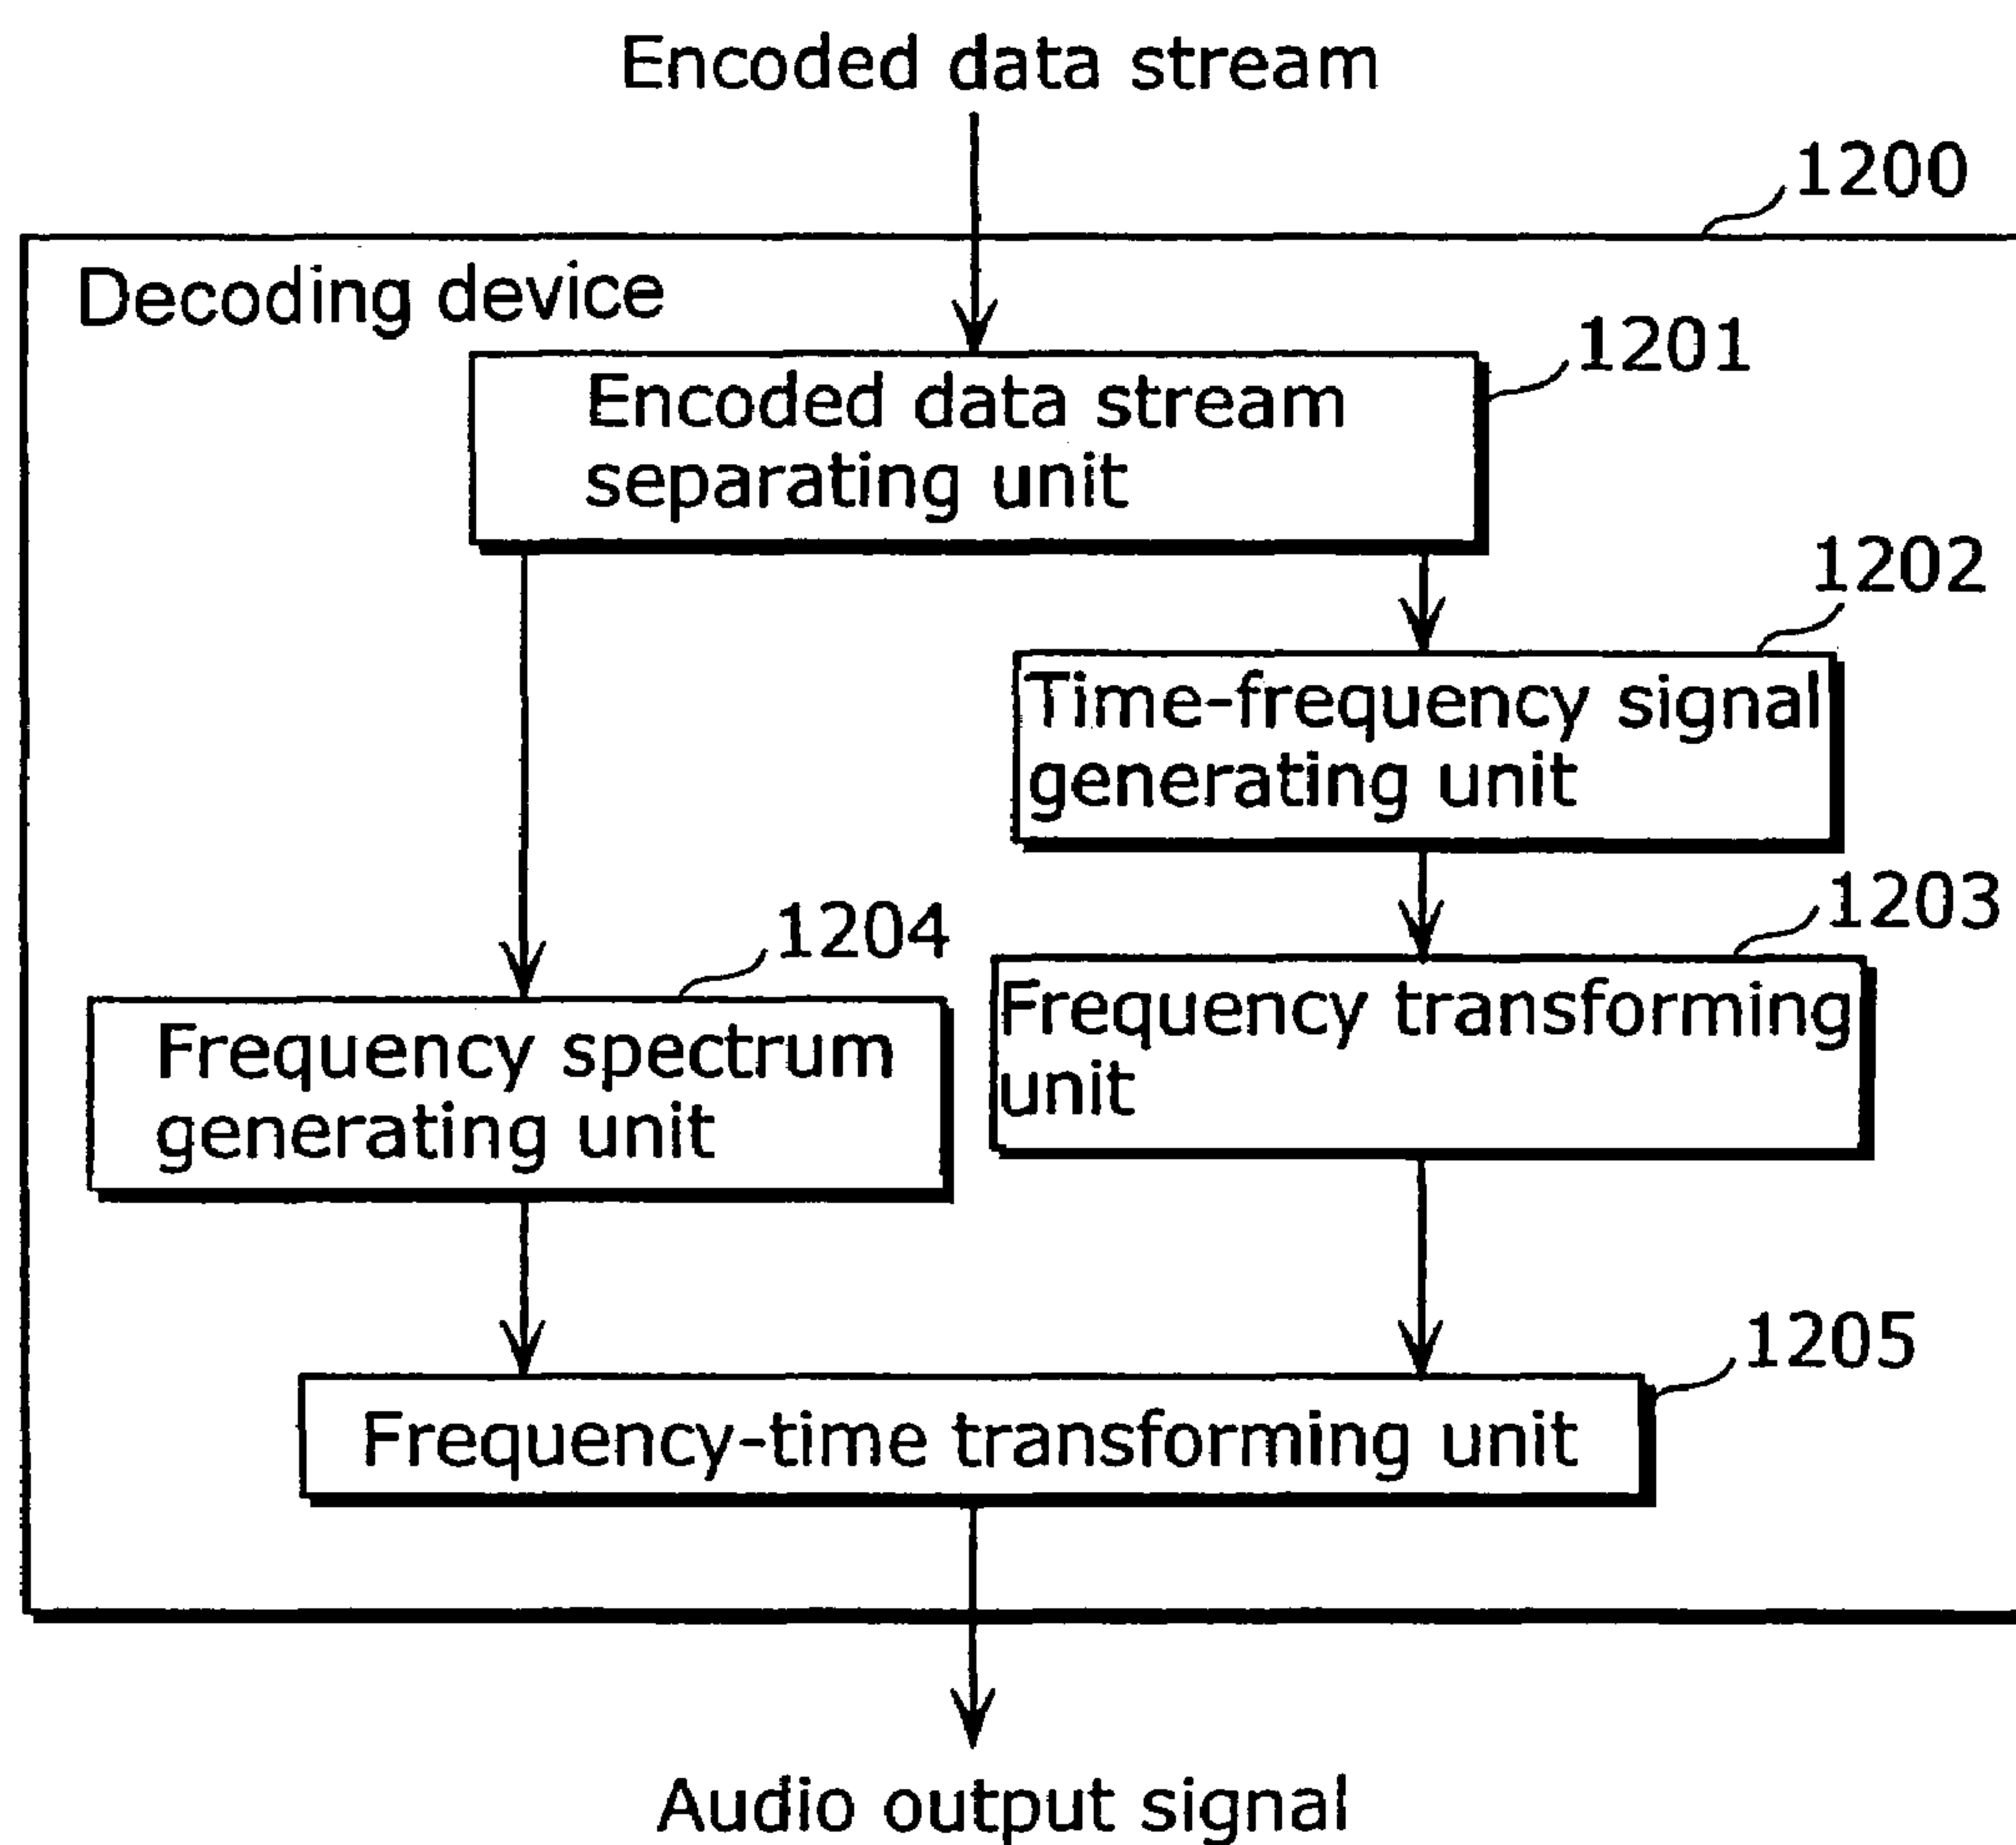 Encoded data stream
1200
Decoding device
1201
Encoded data stream
separating unit
1202
Time-frequency signal
generating unit
1203
Frequency transforming
unit
1204
Frequency spectrum
generating unit
1205
Frequency-time transforming unit
Audio output signal